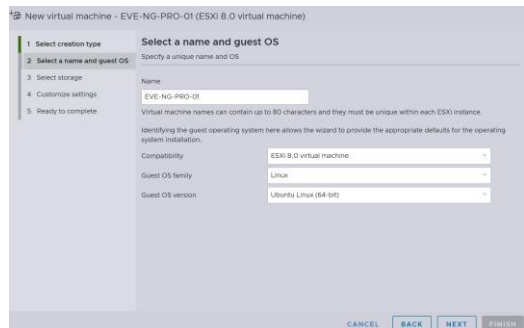 New virtual machine - EVE-NG-PRO-01 (ESXi 8.0 virtual machine)
1 Select creation type
2 Select a name and guest OS
3 Select storage
4 Customize settings
5 Ready to complete
Select a name and guest OS
Specify a unique name and OS
Name
EVE-NG-PRO-01
Virtual machine names can contain up to 80 characters and they must be unique within each ESXi instance.
Identifying the guest operating system here allows the wizard to provide the appropriate defaults for the operating
system installation.
Compatibility ESXi 8.0 virtual machine
Guest OS family Linux
Guest OS version Ubuntu Linux (64-bit)
CANCEL BACK NEXT FINISH